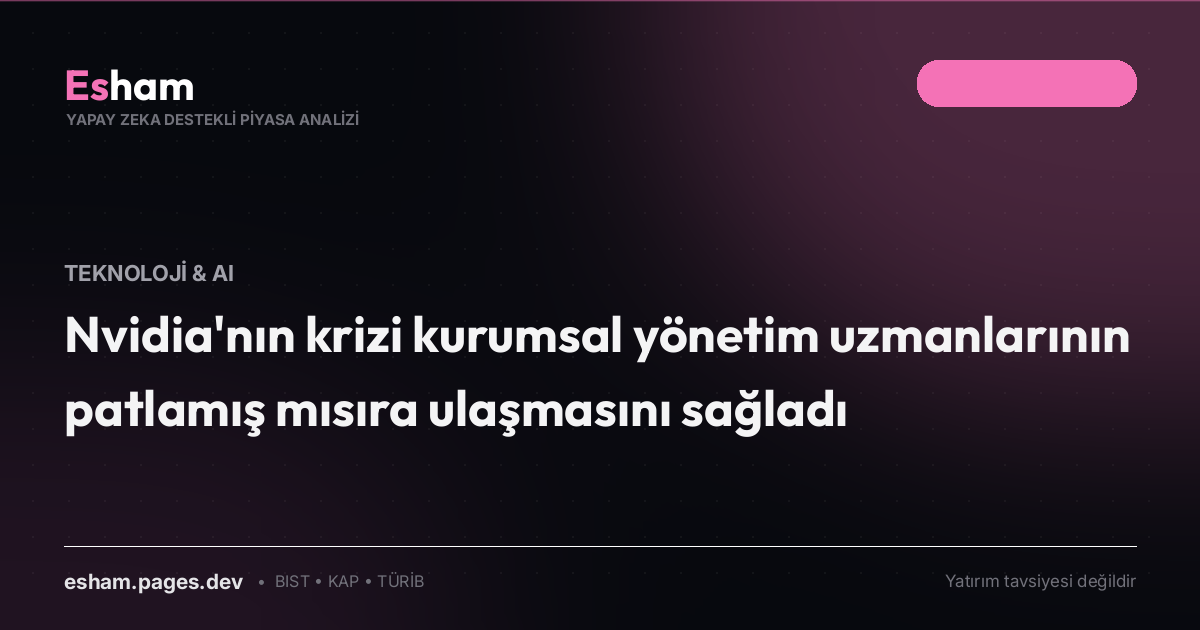 Esham
YAPAY ZEKA DESTEKLİ PİYASA ANALİZİ
TEKNOLOJİ & AI
Nvidia'nın krizi kurumsal yönetim uzmanlarının
patlamış mısıra ulaşmasını sağladı
esham.pages.dev • BIST • KAP • TÜRİB
Yatırım tavsiyesi değildir